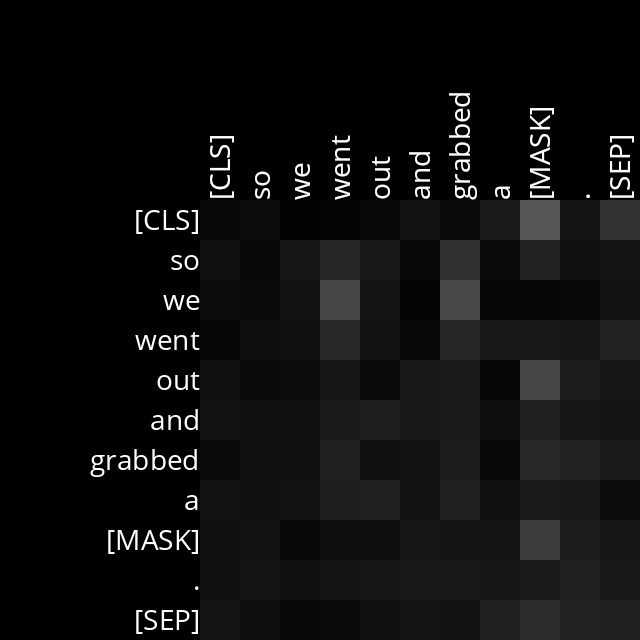 [CLS] so we went out and grabbed a [MASK] . [SEP]
[CLS]
so
we
went
out
and
grabbed
a
[MASK]
.
[SEP]